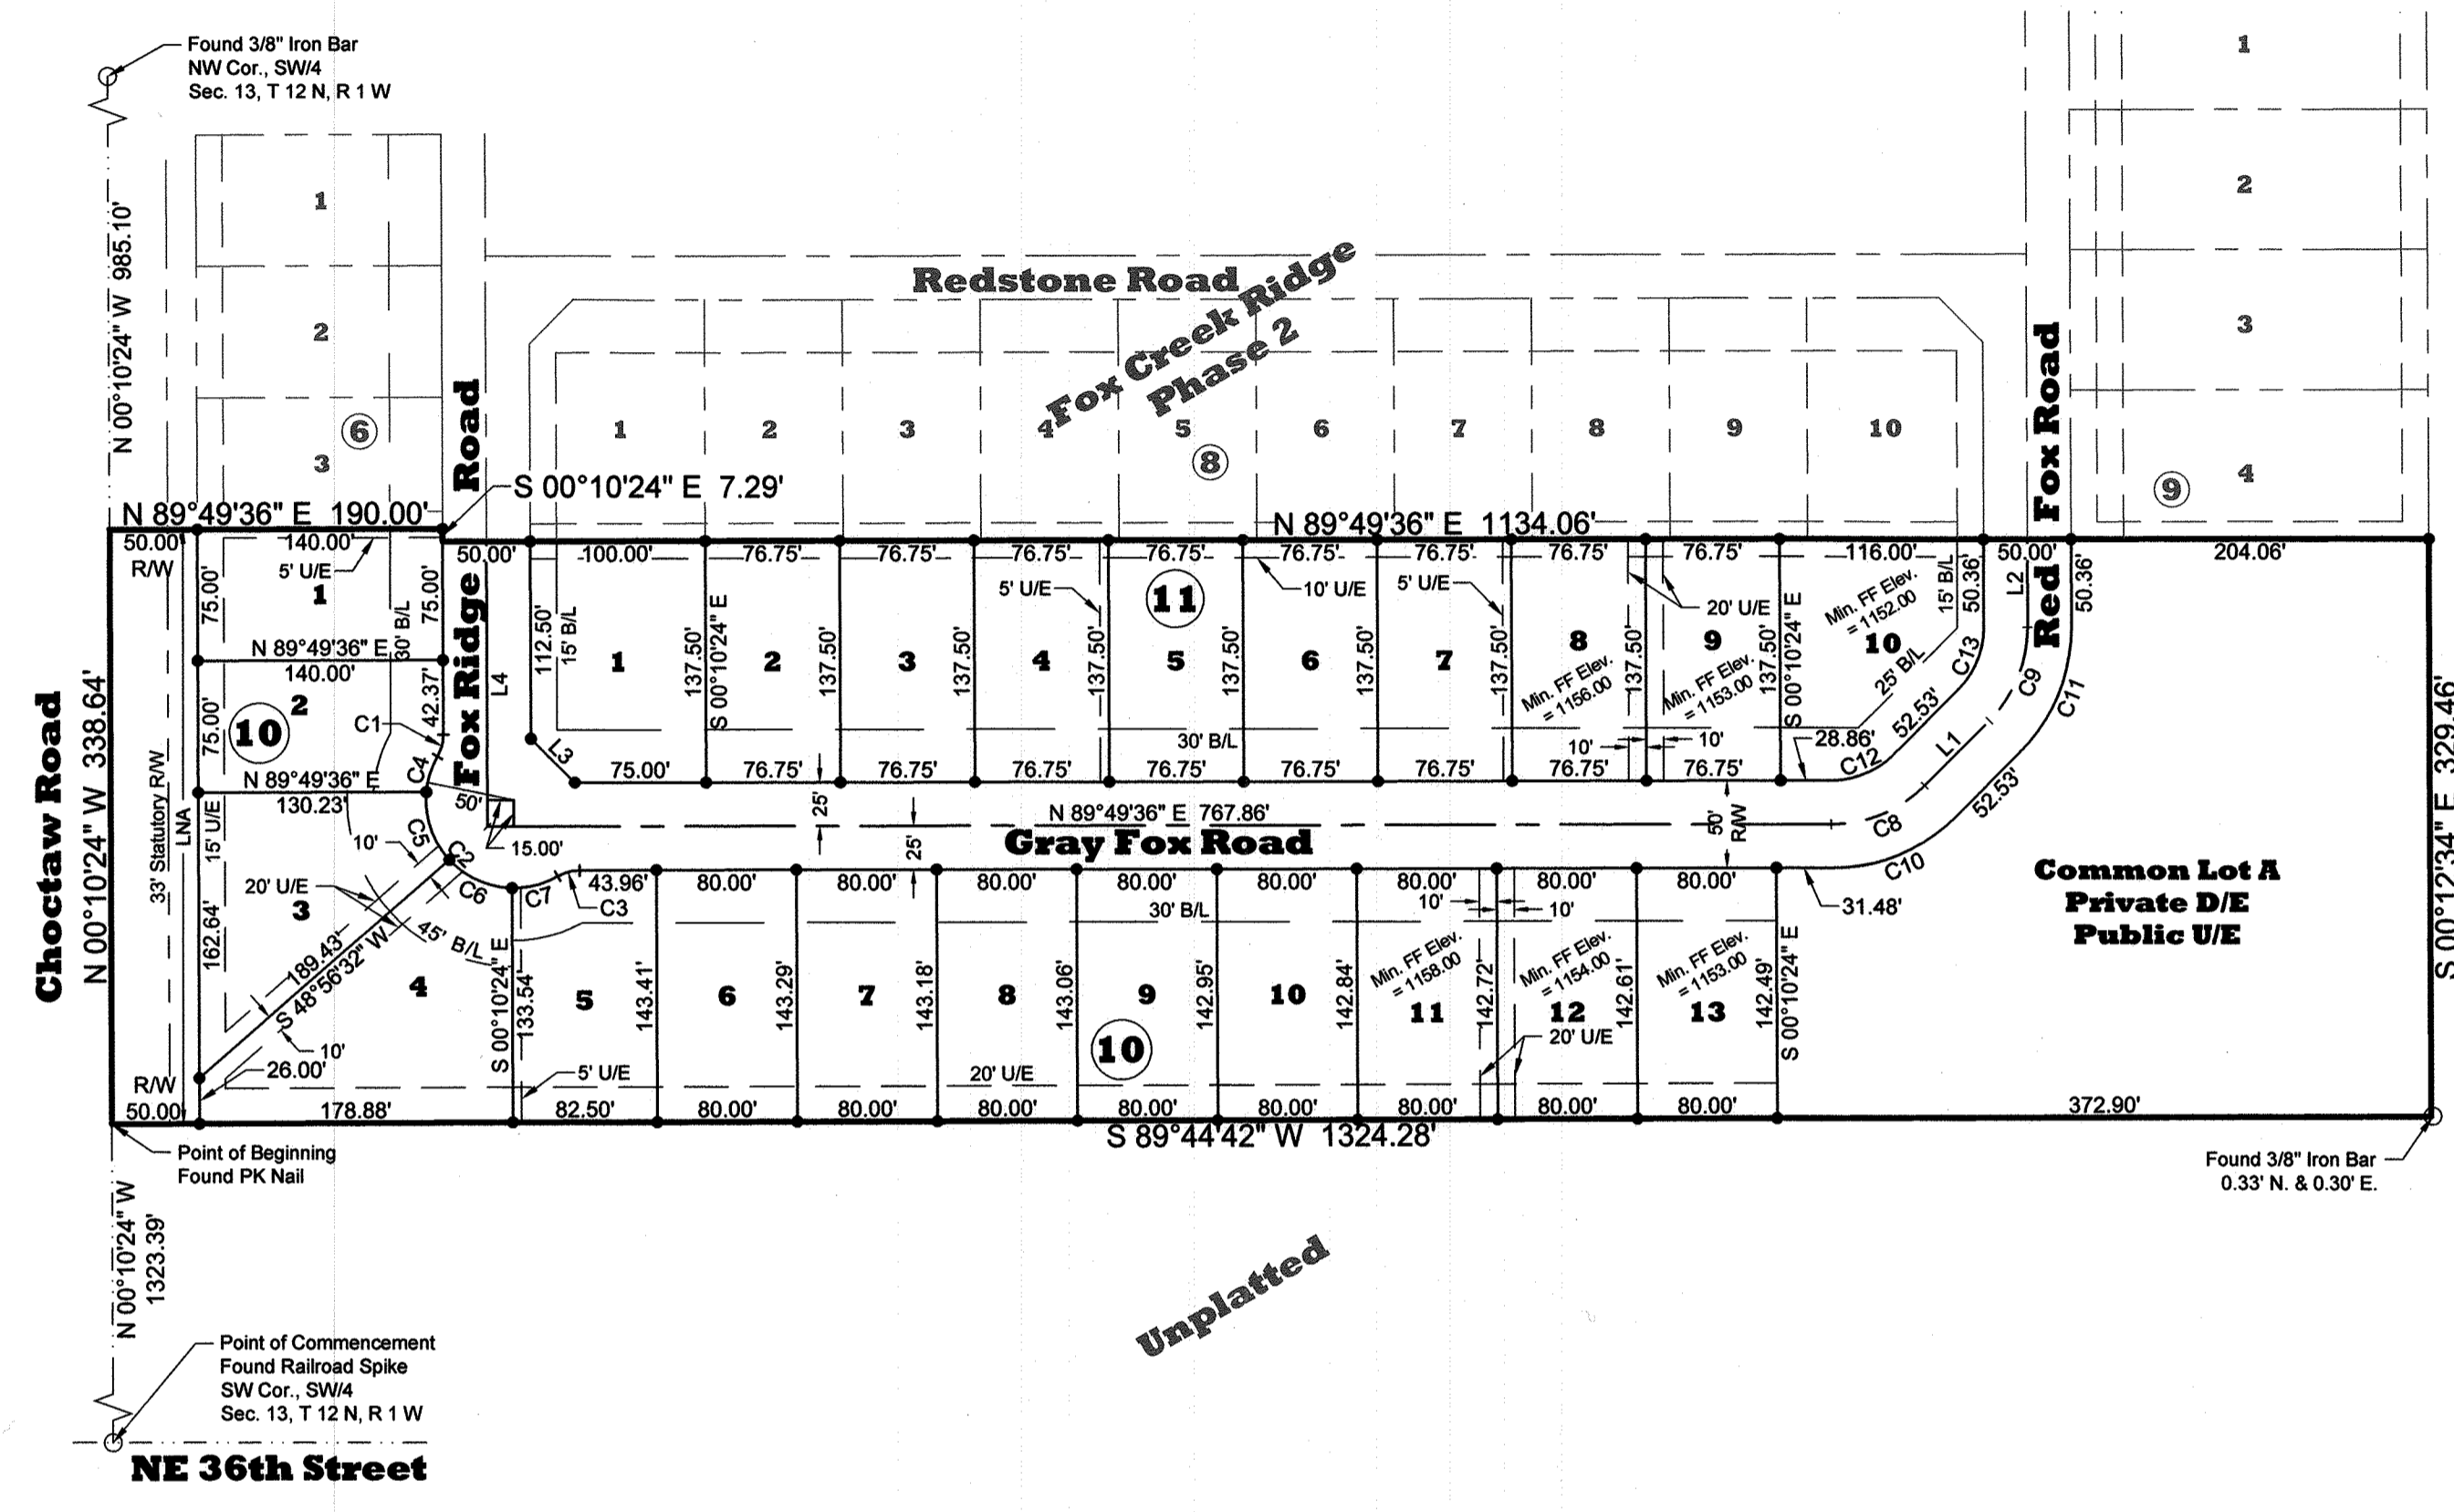 Found 3/8" Iron Bar
NW Cor., SW/4
Sec. 13, T 12 N, R 1 W
N 00°10'24" W 985.10'
1
2
3
6
Redstone Road
Fox Creek Ridge
Phase 2
1
2
3
4
5
6
7
8
9
10
8
1
2
3
4
9
Fox Ridge Road
Red Fox Road
S 00°10'24" E 7.29'
N 89°49'36" E 190.00'
N 89°49'36" E 1134.06'
50.00'
140.00'
50.00'
100.00'
76.75'
76.75'
76.75'
76.75'
76.75'
76.75'
76.75'
76.75'
116.00'
50.00'
204.06'
R/W
5' U/E
1
75.00'
75.00'
30' B/L
N 89°49'36" E
140.00'
2
10
75.00'
42.37'
C1
C4
N 89°49'36" E
130.23'
L4
112.50'
15' B/L
L3
1
137.50'
S 00°10'24" E
2
137.50'
3
137.50'
4
5' U/E
137.50'
11
5
137.50'
10' U/E
6
137.50'
7
5' U/E
137.50'
8
Min. FF Elev.
= 1156.00
137.50'
20' U/E
9
Min. FF Elev.
= 1153.00
137.50'
S 00°10'24" E
Min. FF Elev.
= 1152.00
10
15' B/L
50.36'
L2
50.36'
25' B/L
C13
52.53'
C12
28.86'
C9
C11
L1
52.53'
C8
C10
30' B/L
10'
10'
75.00'
76.75'
76.75'
76.75'
76.75'
76.75'
76.75'
76.75'
76.75'
25'
25'
N 89°49'36" E 767.86'
Gray Fox Road
50'
R/W
50'
15.00'
Choctaw Road
N 00°10'24" W 338.64'
33' Statutory R/W
LNA
15' U/E
10'
C5
C2
C6
C7
C3
20' U/E
3
162.64'
189.43'
S 48°56'32" W
45' B/L
10'
26.00'
4
S 00°10'24" E
133.54'
43.96'
80.00'
80.00'
80.00'
80.00'
80.00'
80.00'
80.00'
80.00'
31.48'
30' B/L
10'
10'
5
143.41'
6
143.29'
7
143.18'
8
143.06'
9
142.95'
10
142.84'
Min. FF Elev.
= 1158.00
11
142.72'
Min. FF Elev.
= 1154.00
12
142.61'
Min. FF Elev.
= 1153.00
13
142.49'
S 00°10'24" E
10
20' U/E
Common Lot A
Private D/E
Public U/E
S 00°12'34" E 329.46'
5' U/E
20' U/E
R/W
50.00'
178.88'
82.50'
80.00'
80.00'
80.00'
80.00'
80.00'
80.00'
80.00'
80.00'
372.90'
S 89°44'42" W 1324.28'
Point of Beginning
Found PK Nail
Found 3/8" Iron Bar
0.33' N. & 0.30' E.
N 00°10'24" W
1323.39'
Unplatted
Point of Commencement
Found Railroad Spike
SW Cor., SW/4
Sec. 13, T 12 N, R 1 W
NE 36th Street